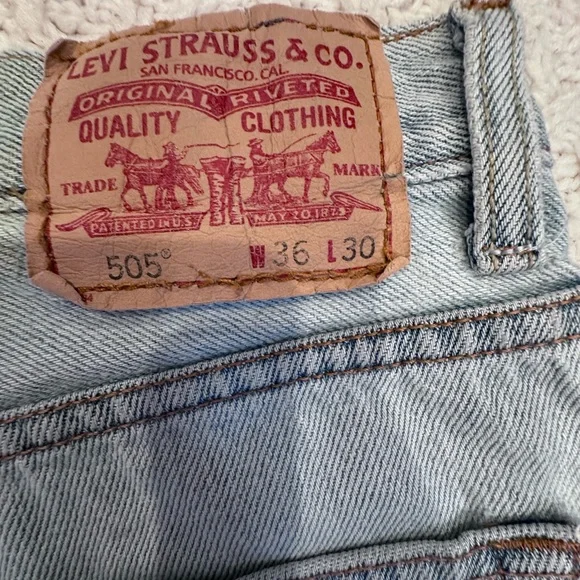 LEVI STRAUSS & CO.
SAN FRANCISCO, CAL.
ORIGINAL RIVETED
QUALITY CLOTHING
TRADE MARK
PATENTED IN U.S. MAY 20, 1873
505® W 36 L 30